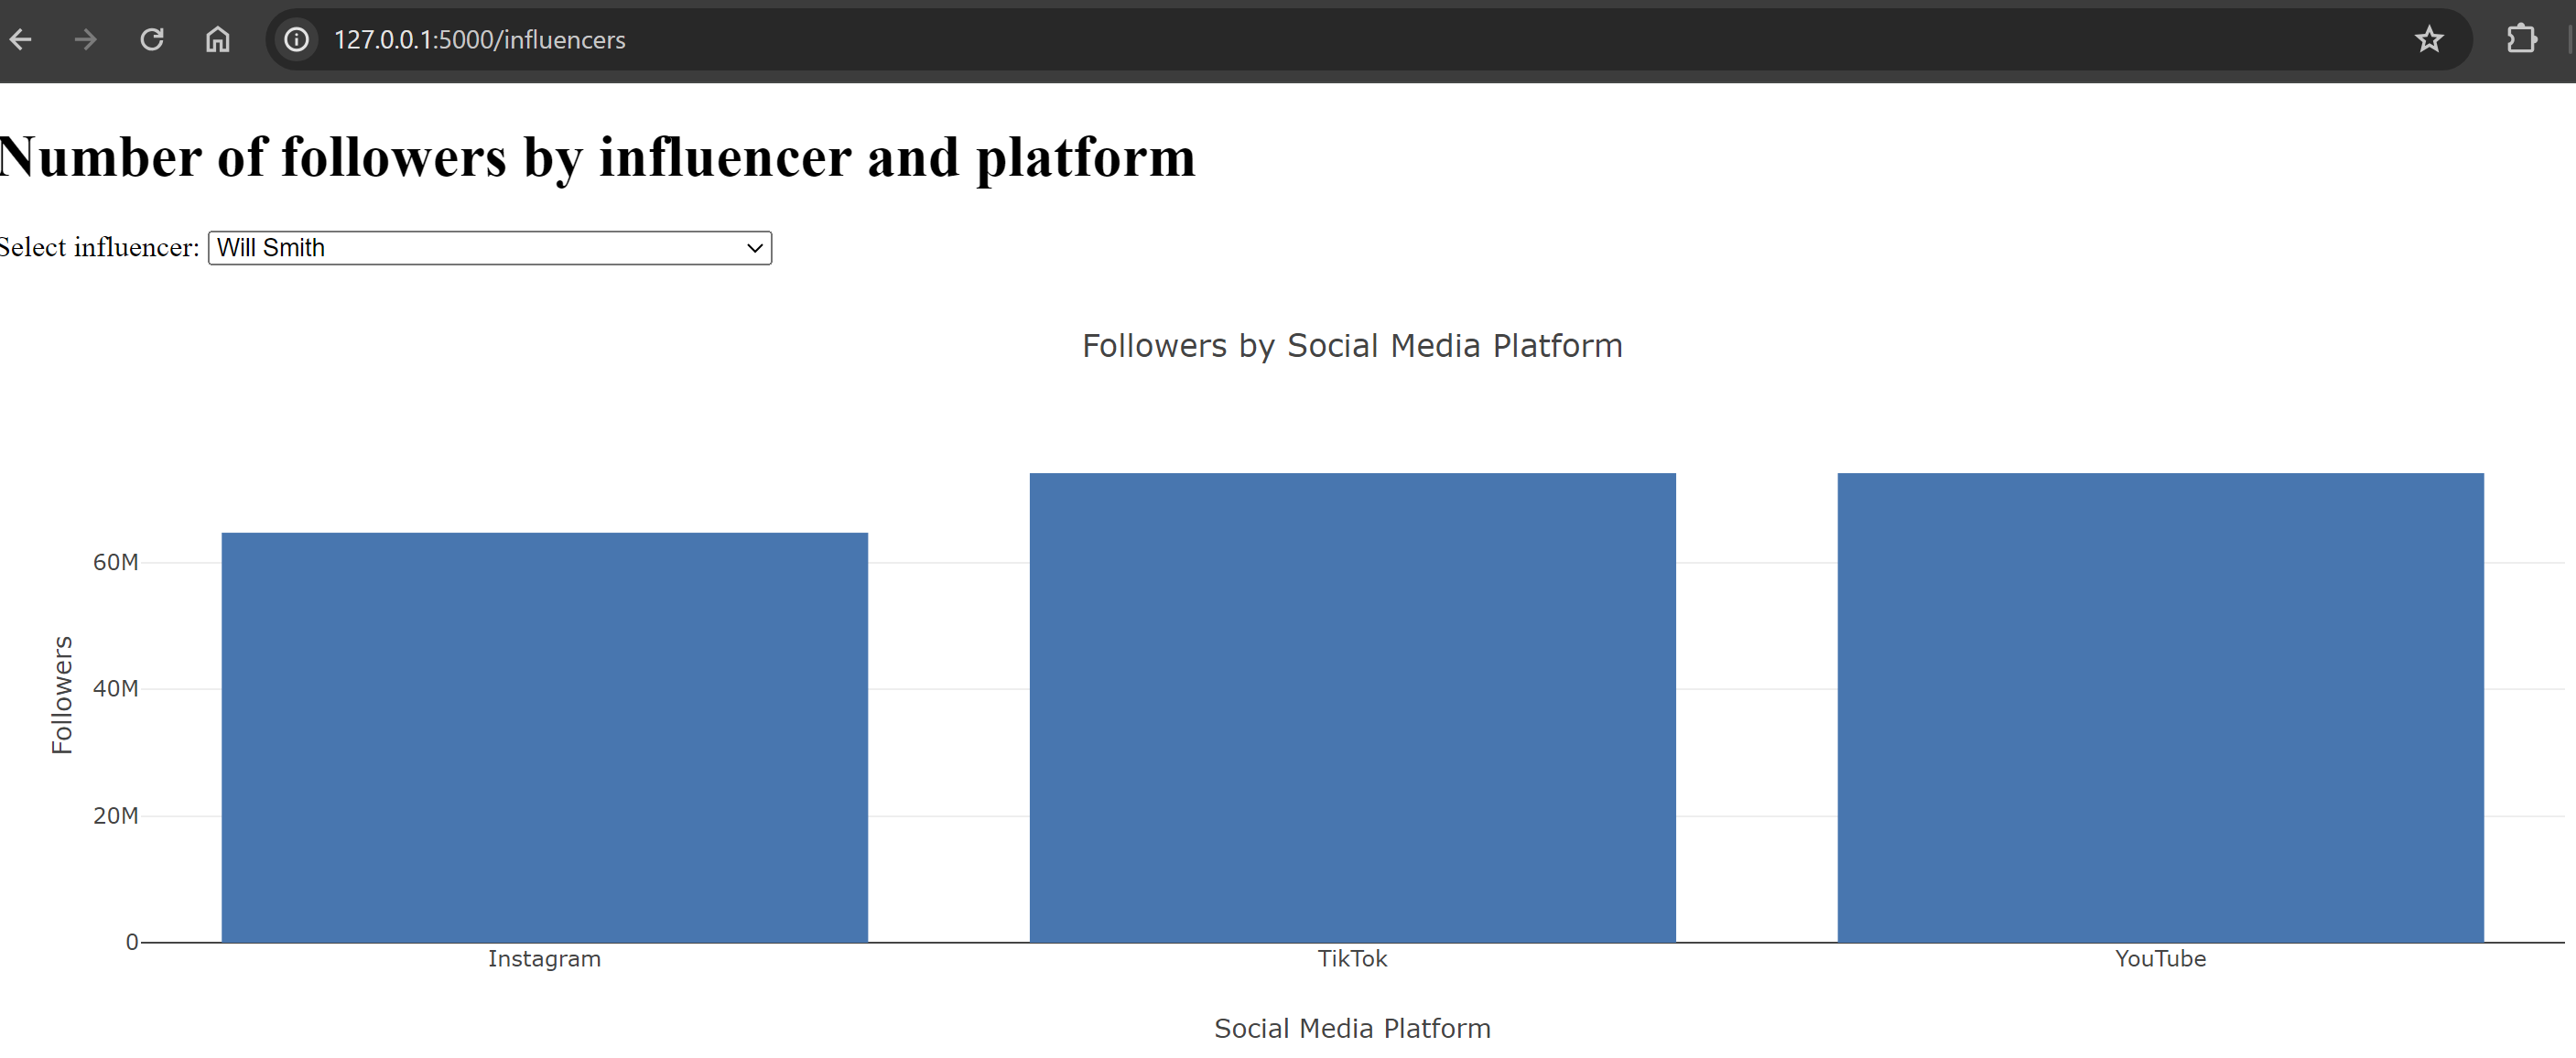 127.0.0.1:5000/influencers
Number of followers by influencer and platform
Select influencer: Will Smith
Followers by Social Media Platform
60M
40M
20M
0
Followers
Instagram TikTok YouTube
Social Media Platform